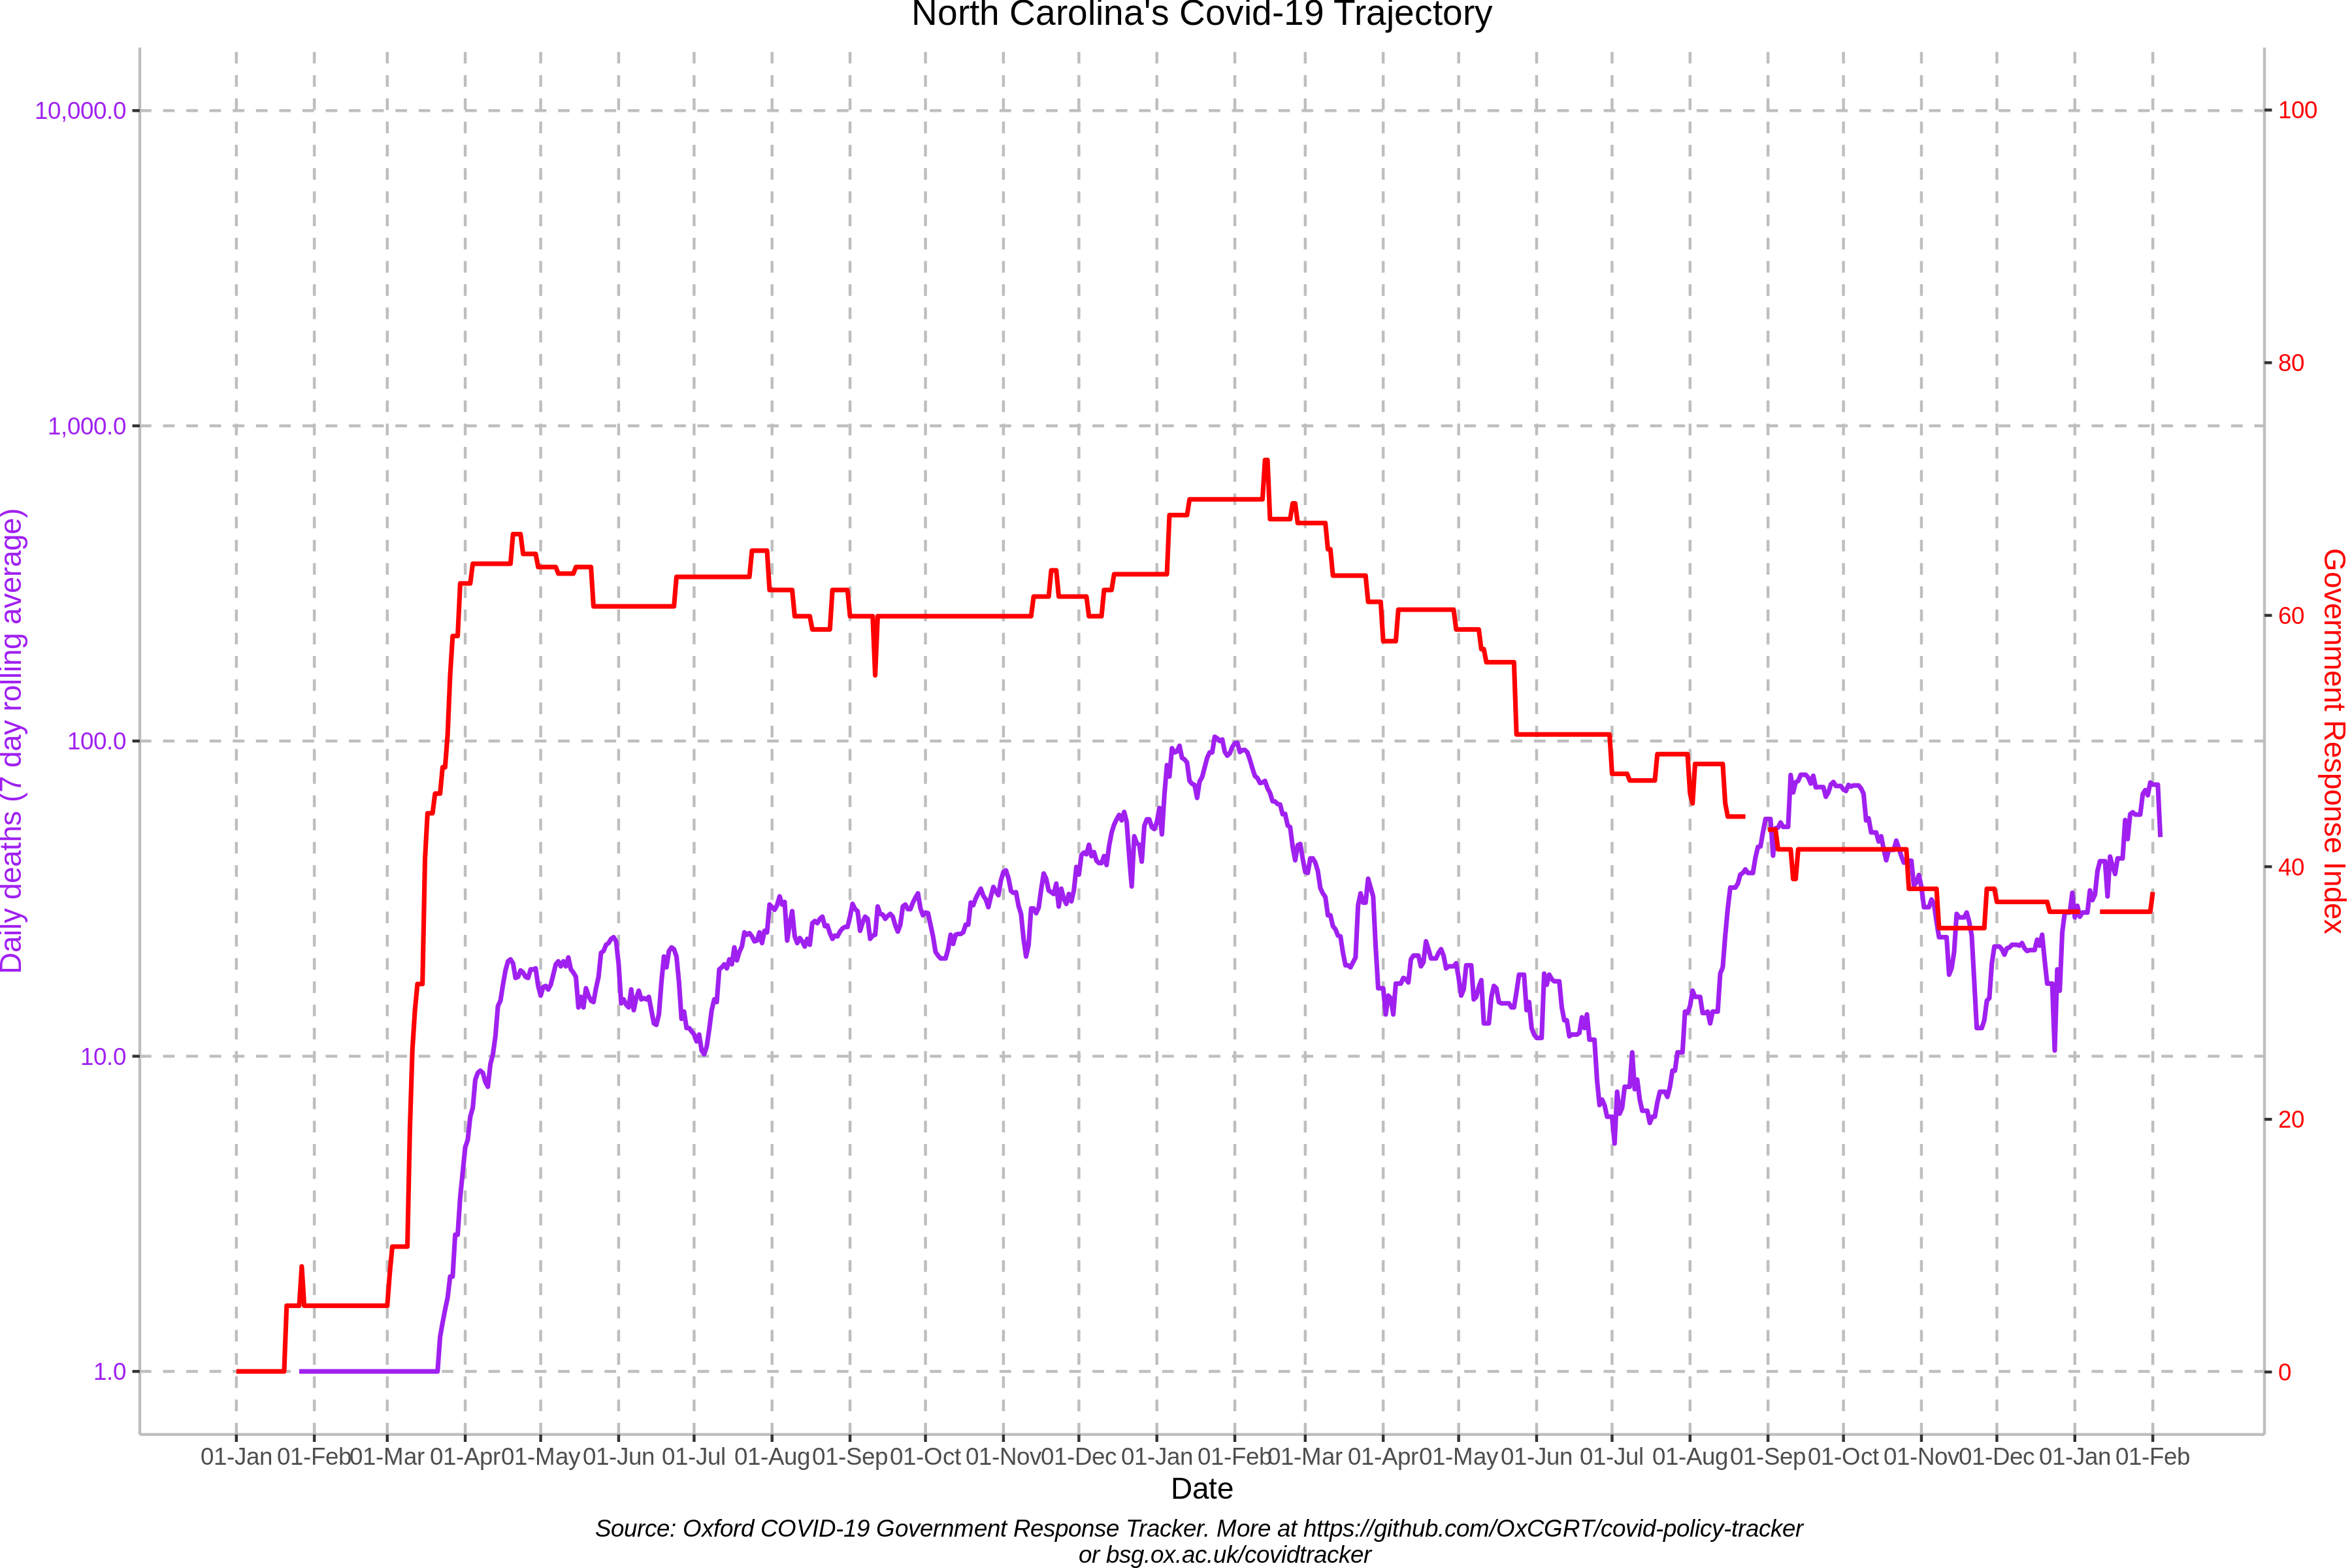 North Carolina's Covid-19 Trajectory
10,000.0
1,000.0
100.0
10.0
1.0
Daily deaths (7 day rolling average)
100
80
60
40
20
0
Government Response Index
01-Jan 01-Feb 01-Mar 01-Apr 01-May 01-Jun 01-Jul 01-Aug 01-Sep 01-Oct 01-Nov 01-Dec 01-Jan 01-Feb 01-Mar 01-Apr 01-May 01-Jun 01-Jul 01-Aug 01-Sep 01-Oct 01-Nov 01-Dec 01-Jan 01-Feb
Date
Source: Oxford COVID-19 Government Response Tracker. More at https://github.com/OxCGRT/covid-policy-tracker
or bsg.ox.ac.uk/covidtracker